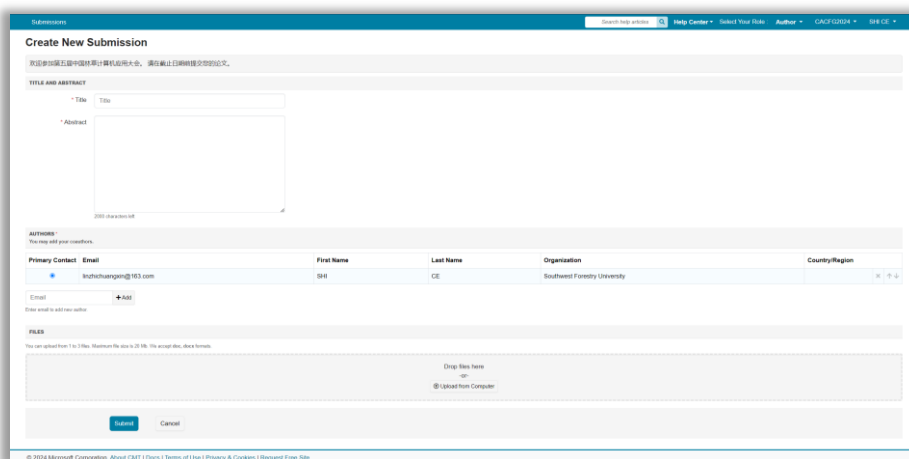 Submissions
Search help articles
Help Center
Select Your Role :
Author
CACFG2024
SHI CE
Create New Submission
欢迎参加第五届中国林草计算机应用大会。 请在截止日期前提交您的论文。
TITLE AND ABSTRACT
* Title
Title
* Abstract
2000 characters left
AUTHORS *
You may add your coauthors.
Primary Contact Email First Name Last Name Organization Country/Region
linzhichuangxin@163.com SHI CE Southwest Forestry University
Email
+ Add
Enter email to add new author.
FILES
You can upload from 1 to 3 files. Maximum file size is 20 Mb. We accept doc, docx formats.
Drop files here
-or-
Upload from Computer
Submit Cancel
© 2024 Microsoft Corporation. About CMT | Docs | Terms of Use | Privacy & Cookies | Request Free Site